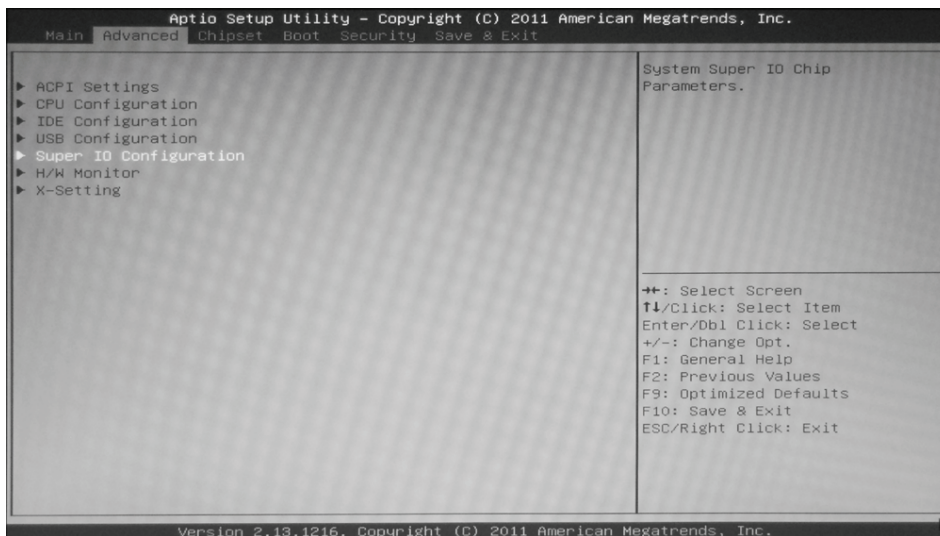 Aptio Setup Utility – Copyright (C) 2011 American Megatrends, Inc.
Main Advanced Chipset Boot Security Save & Exit
▶ ACPI Settings
▶ CPU Configuration
▶ IDE Configuration
▶ USB Configuration
▶ Super IO Configuration
▶ H/W Monitor
▶ X-Setting
System Super IO Chip
Parameters.
→←: Select Screen
↑↓/Click: Select Item
Enter/Dbl Click: Select
+/-: Change Opt.
F1: General Help
F2: Previous Values
F9: Optimized Defaults
F10: Save & Exit
ESC/Right Click: Exit
Version 2.13.1216. Copyright (C) 2011 American Megatrends, Inc.